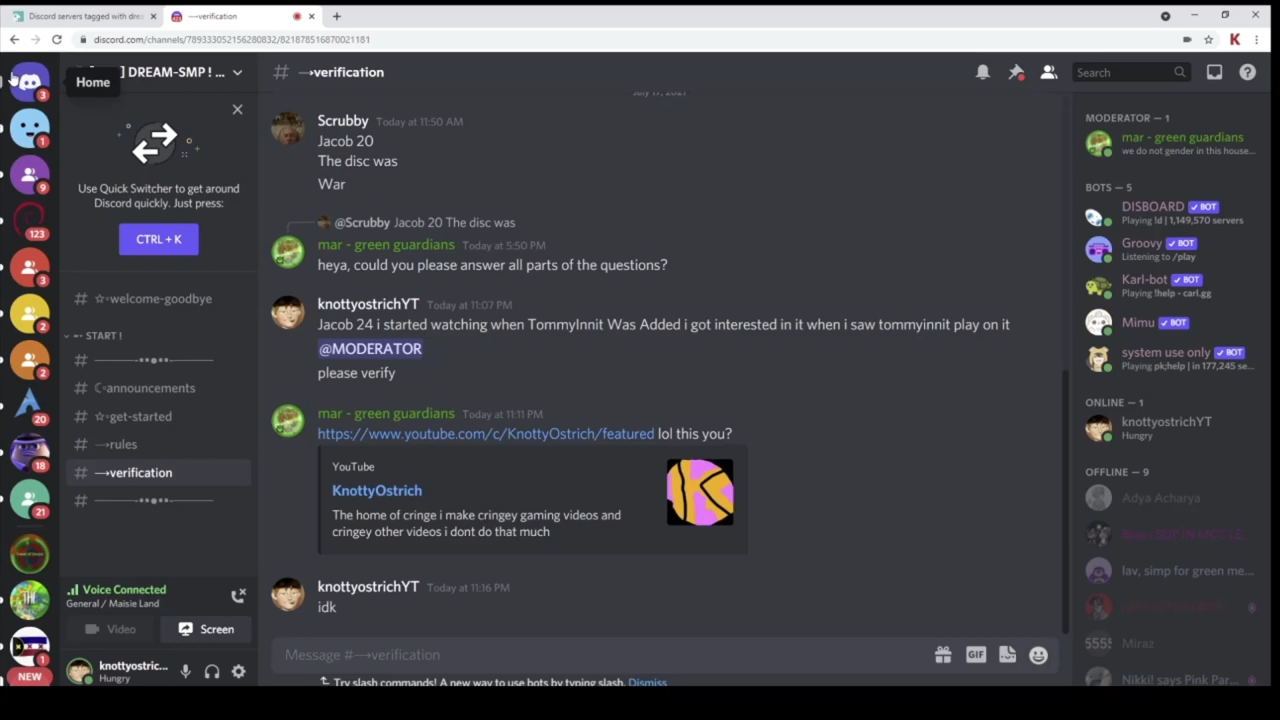 Discord servers tagged with drea
→verification
discord.com/channels/789333052156280832/821878516870021181
3
Home
] DREAM-SMP ! ...
# →verification
Search
1
9
123
3
2
2
20
18
21
1
NEW
Use Quick Switcher to get around
Discord quickly. Just press:
CTRL + K
☆-welcome-goodbye
START !
☾-announcements
☆-get-started
→rules
→verification
Voice Connected
General / Maisie Land
Video
Screen
knottyostric...
Hungry
Scrubby Today at 11:50 AM
Jacob 20
The disc was
War
@Scrubby Jacob 20 The disc was
mar - green guardians Today at 5:50 PM
heya, could you please answer all parts of the questions?
knottyostrichYT Today at 11:07 PM
Jacob 24 i started watching when TommyInnit Was Added i got interested in it when i saw tommyinnit play on it
@MODERATOR
please verify
mar - green guardians Today at 11:11 PM
https://www.youtube.com/c/KnottyOstrich/featured lol this you?
YouTube
KnottyOstrich
The home of cringe i make cringey gaming videos and
cringey other videos i dont do that much
knottyostrichYT Today at 11:16 PM
idk
Message #→verification
GIF
Try slash commands! A new way to use bots by typing slash. Dismiss
MODERATOR — 1
mar - green guardians
we do not gender in this house...
BOTS — 5
DISBOARD ✓ BOT
Playing !d | 1,149,570 servers
Groovy ✓ BOT
Listening to /play
Karl-bot ✓ BOT
Playing !help - carl.gg
Mimu ✓ BOT
system use only ✓ BOT
Playing pk;help | in 177,245 se...
ONLINE — 1
knottyostrichYT
Hungry
OFFLINE — 9
Adya Acharya
lav, simp for green me...
Miraz
Nikki! says Pink Par...